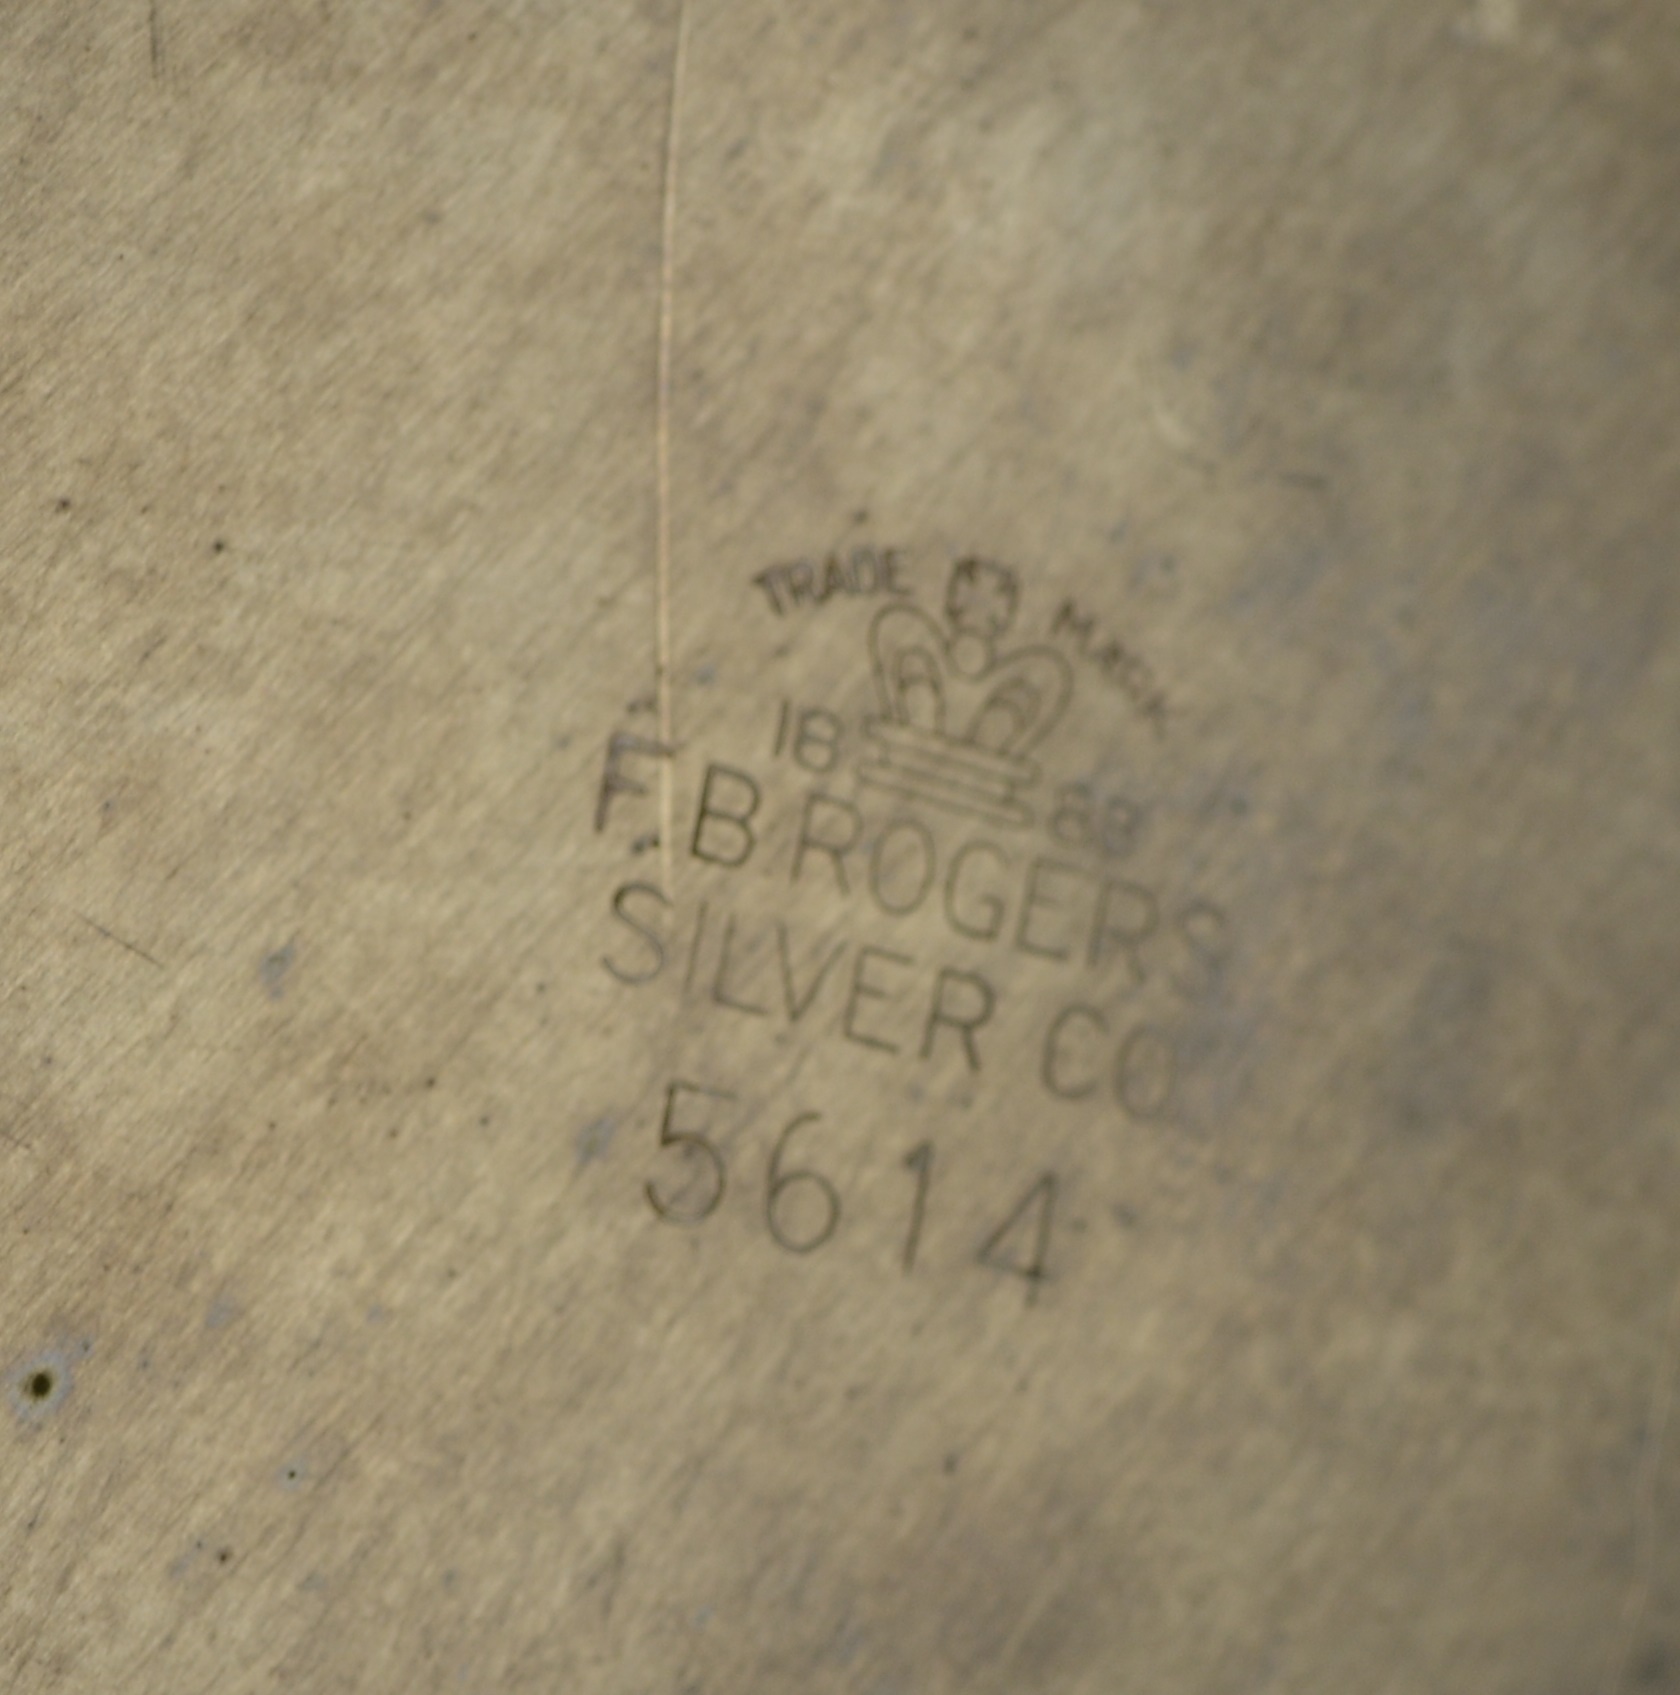 TRADE MARK
18 83
F B ROGERS
SILVER CO
5614